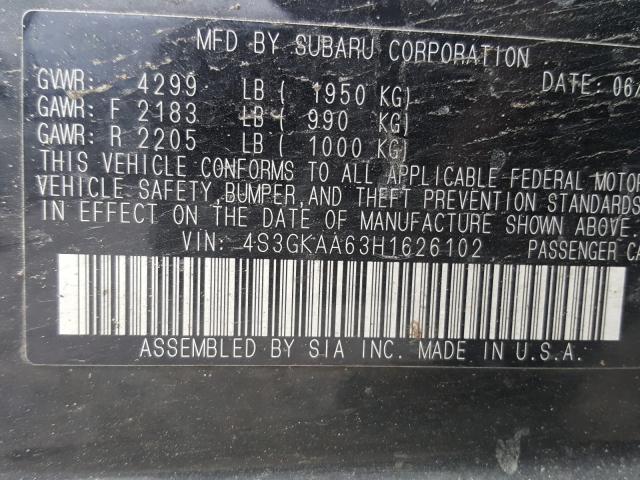 MFD BY SUBARU CORPORATION
GVWR: 4299 LB ( 1950 KG) DATE: 06/
GAWR: F 2183 LB ( 990 KG)
GAWR: R 2205 LB ( 1000 KG)
THIS VEHICLE CONFORMS TO ALL APPLICABLE FEDERAL MOTOR
VEHICLE SAFETY, BUMPER, AND THEFT PREVENTION STANDARDS
IN EFFECT ON THE DATE OF MANUFACTURE SHOWN ABOVE.
VIN: 4S3GKAA63H1626102 PASSENGER CA
ASSEMBLED BY SIA INC. MADE IN U.S.A.